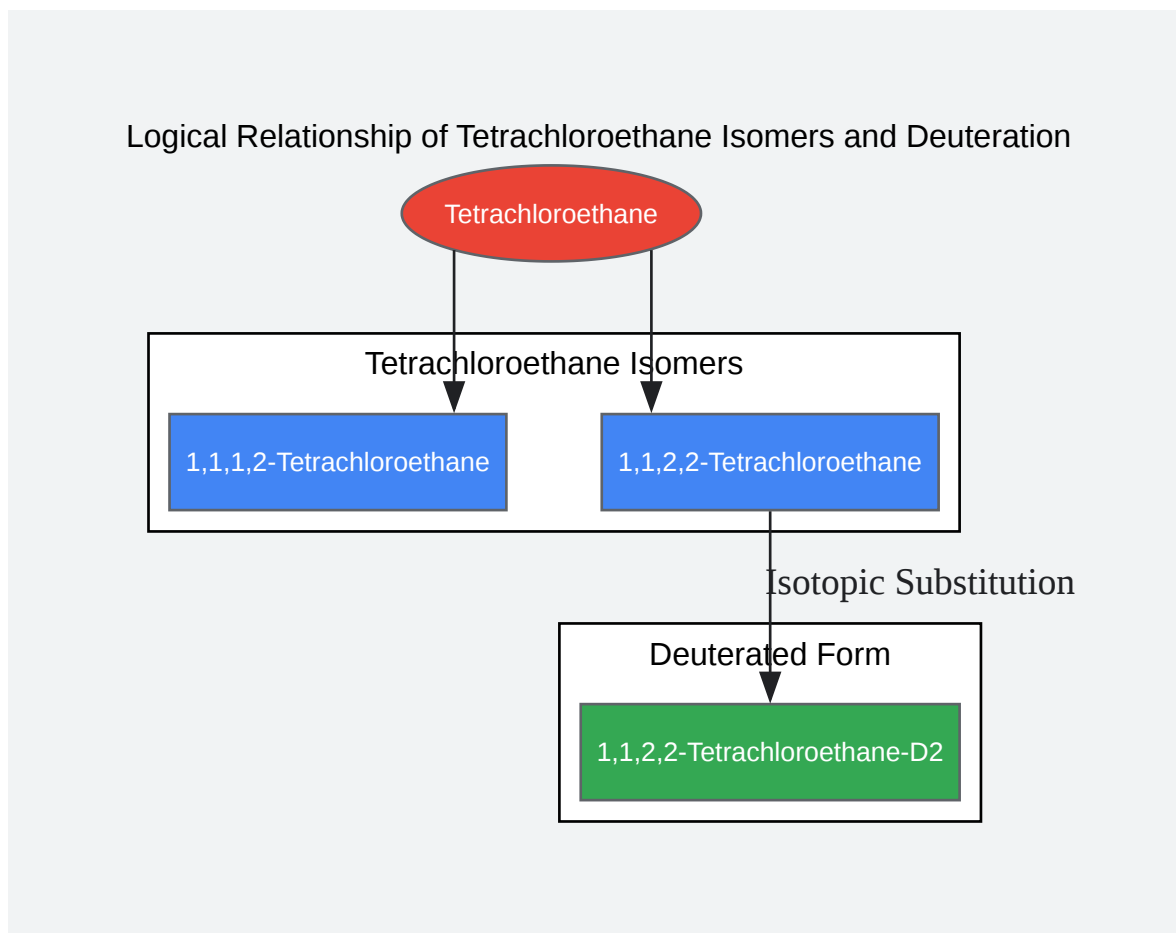 Logical Relationship of Tetrachloroethane Isomers and Deuteration
Tetrachloroethane
Tetrachloroethane Isomers
1,1,1,2-Tetrachloroethane
1,1,2,2-Tetrachloroethane
Isotopic Substitution
Deuterated Form
1,1,2,2-Tetrachloroethane-D2